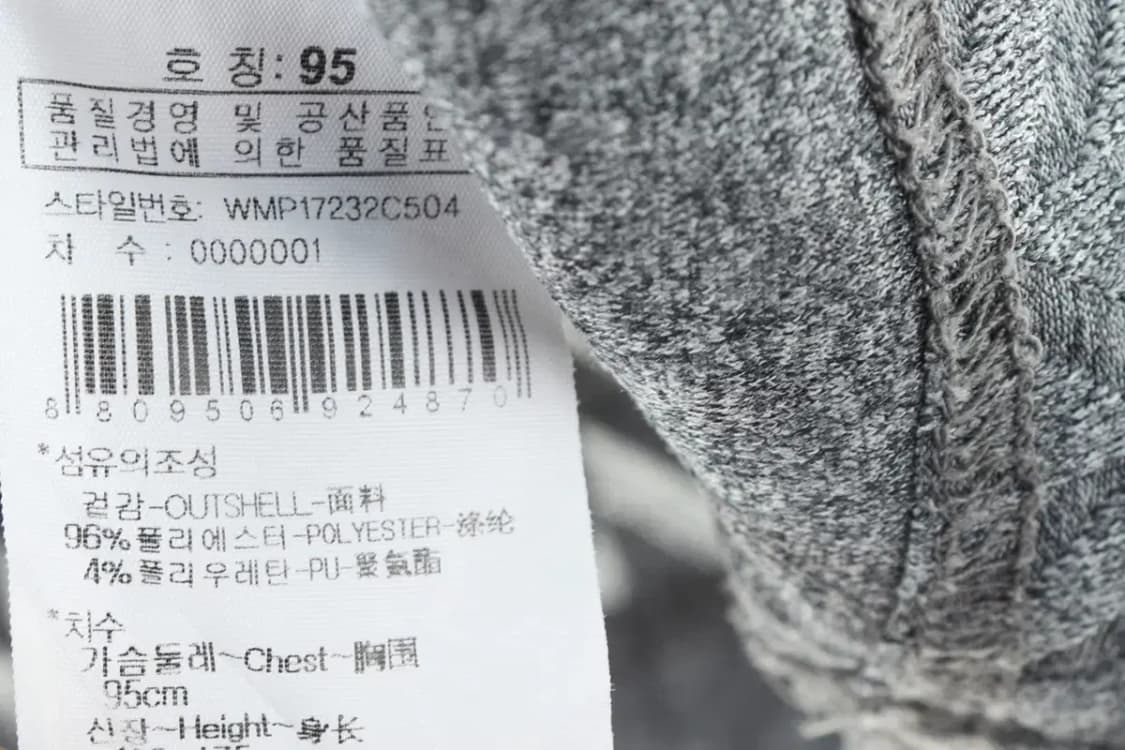 호 칭: 95
품질경영 및 공산품안
관리법에 의한 품질표
스타일번호: WMP17232C504
차 수 : 0000001
8 809506 924870
*섬유의조성
겉감-OUTSHELL-面料
96%폴리에스터-POLYESTER-涤纶
4%폴리우레탄-PU-聚氨酯
*치수
가슴둘레~Chest~胸围
95cm
신장~Height~身长